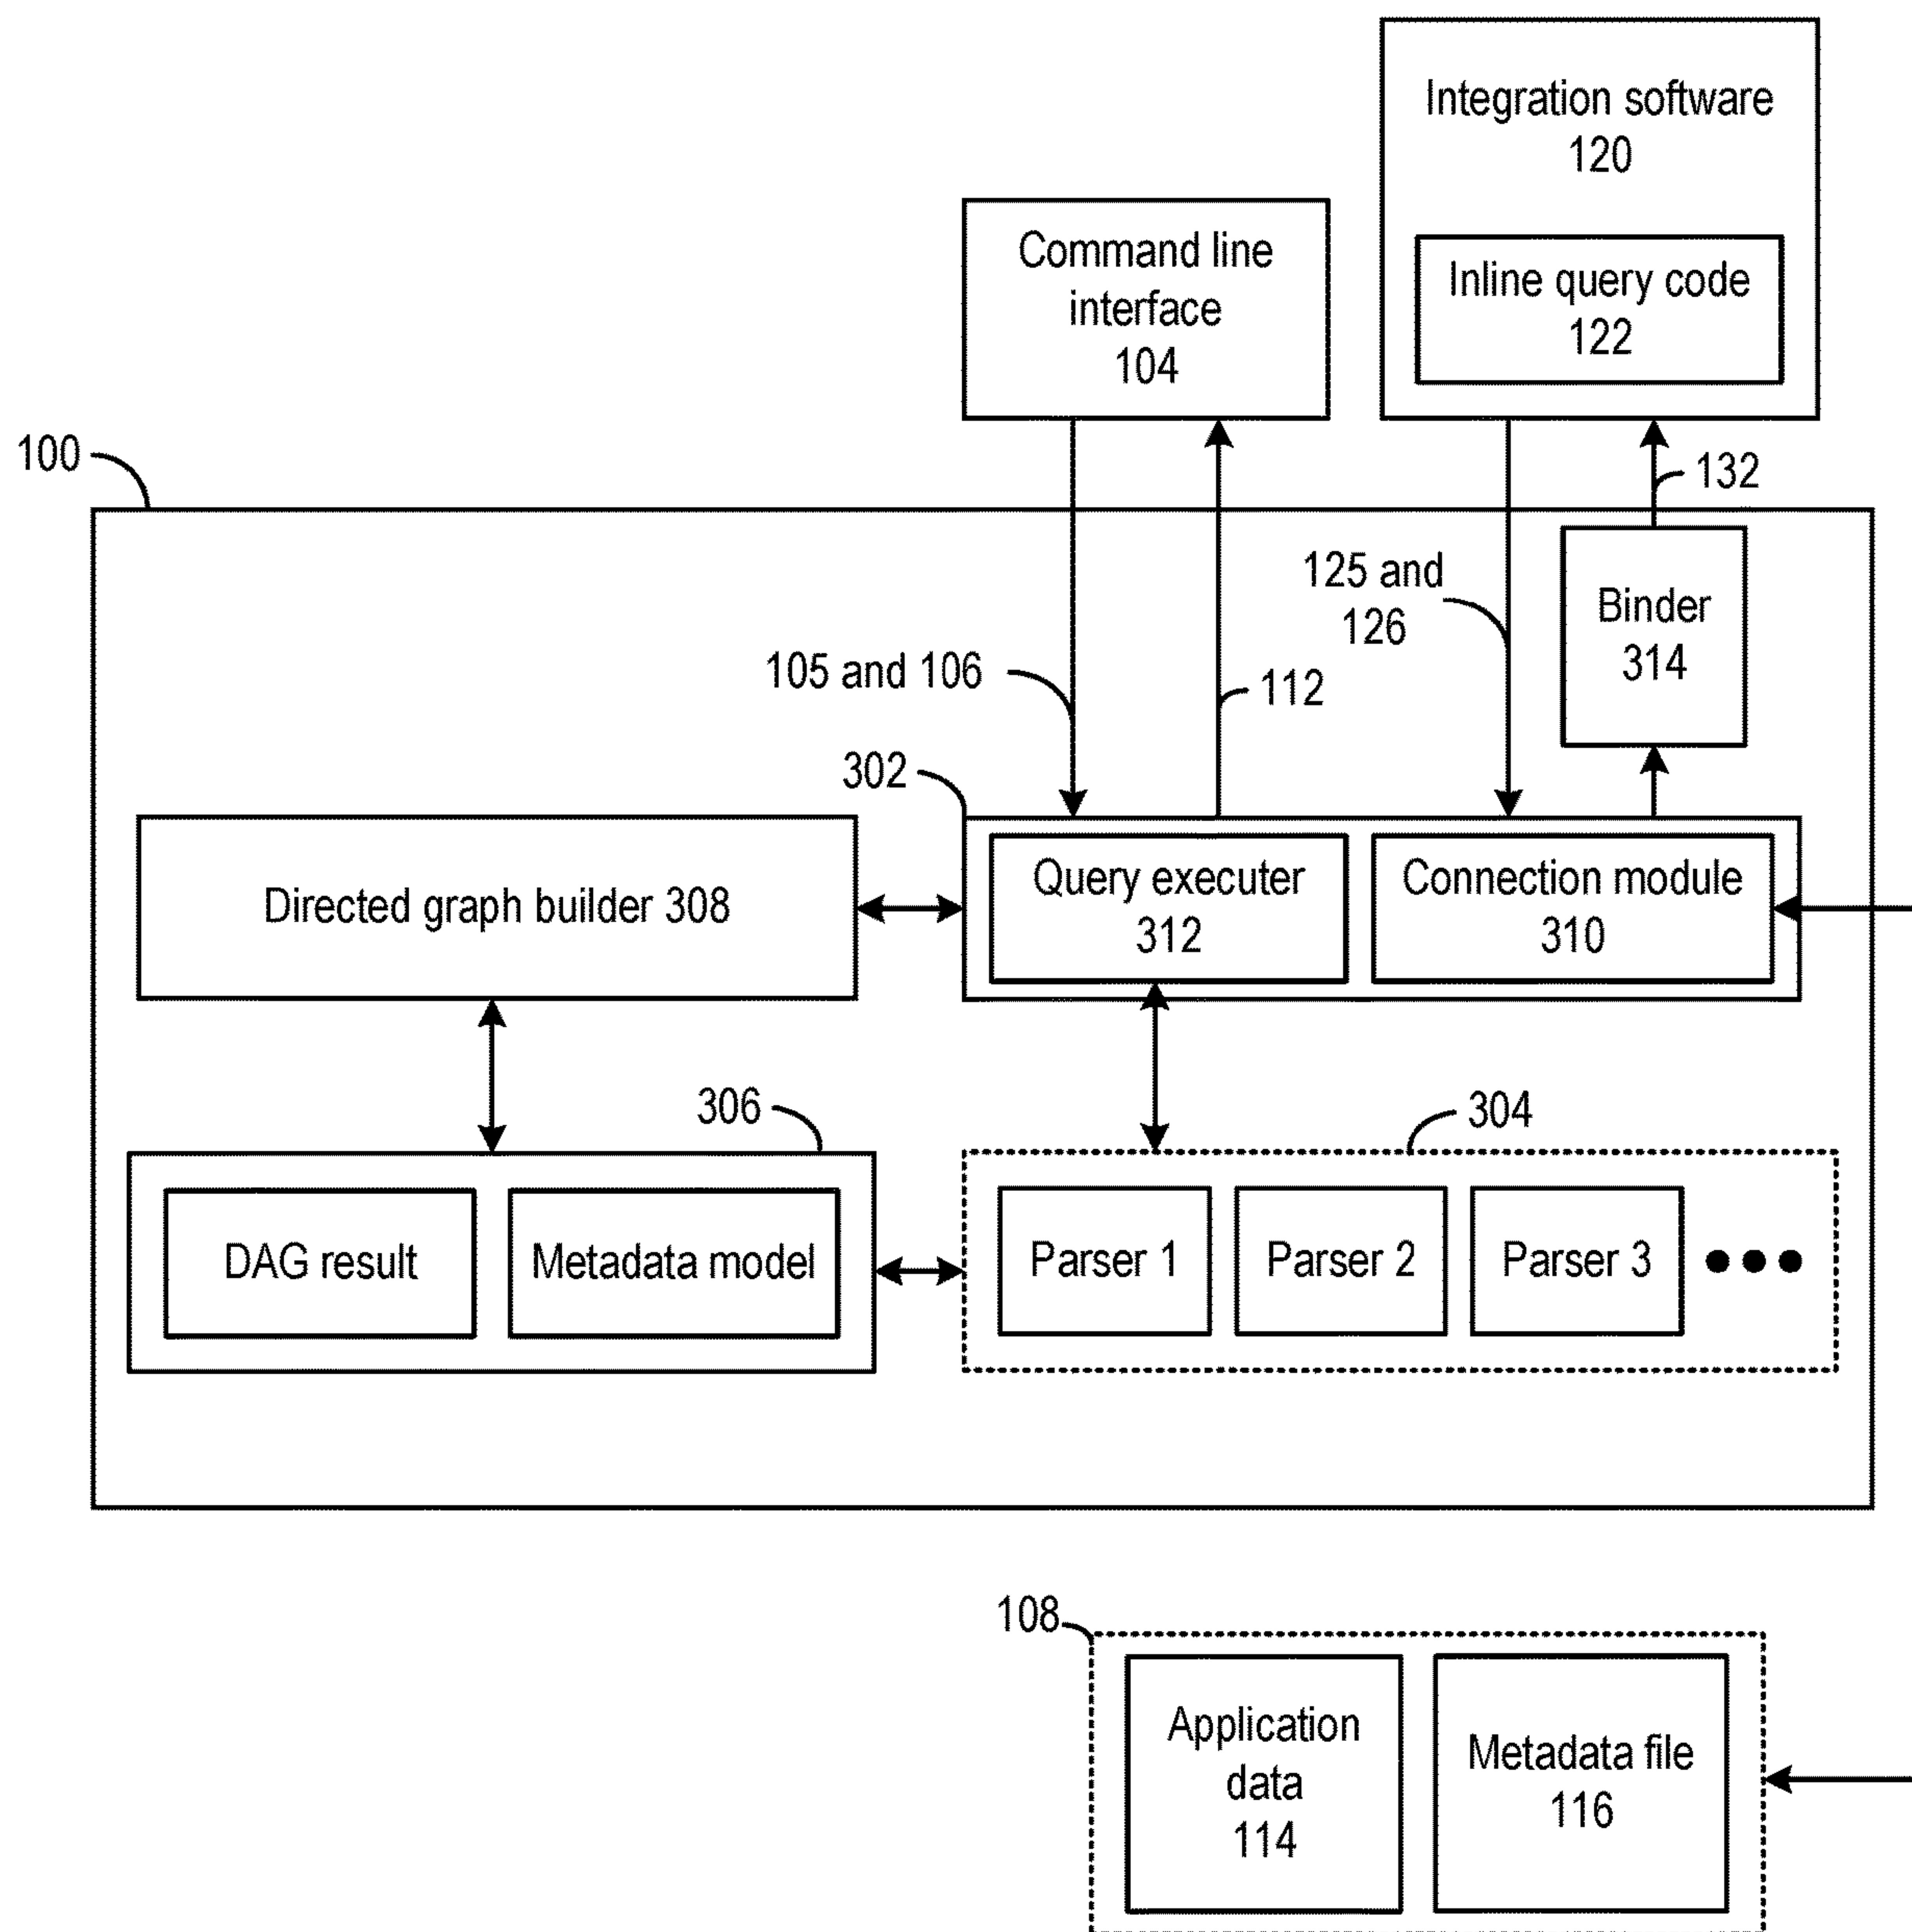 Integration software
120
Inline query code
122
Command line
interface
104
100
132
125 and
126
Binder
314
105 and 106
112
302
Directed graph builder 308
Query executer
312
Connection module
310
306
304
DAG result
Metadata model
Parser 1
Parser 2
Parser 3
108
Application
data
114
Metadata file
116